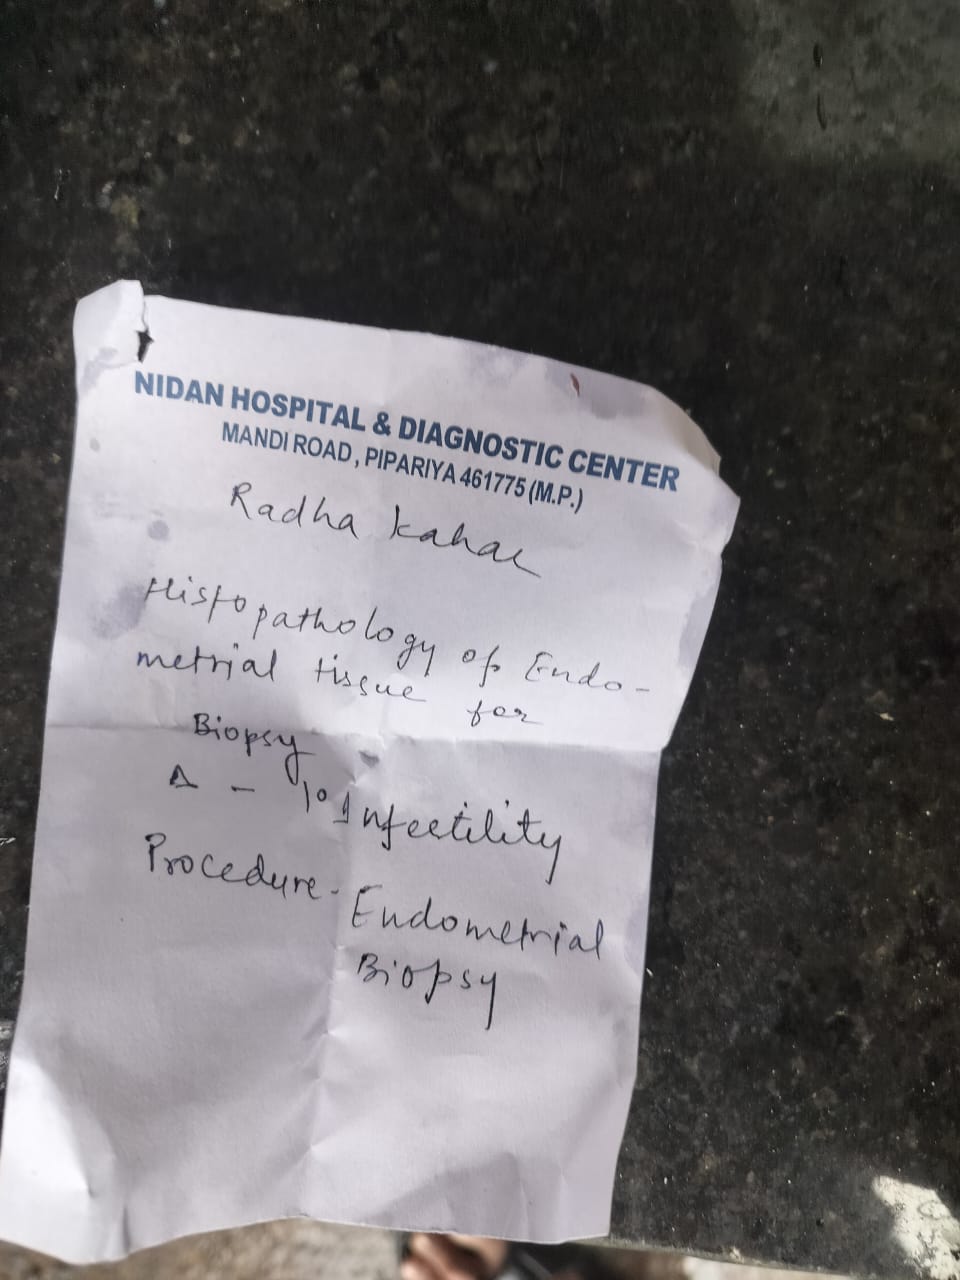 NIDAN HOSPITAL & DIAGNOSTIC CENTER
MANDI ROAD, PIPARIYA 461775 (M.P.)
Radha Kahar
Histopathology of Endo-
metrial tissue for
Biopsy
Δ - 1° Infertility
Procedure - Endometrial
Biopsy